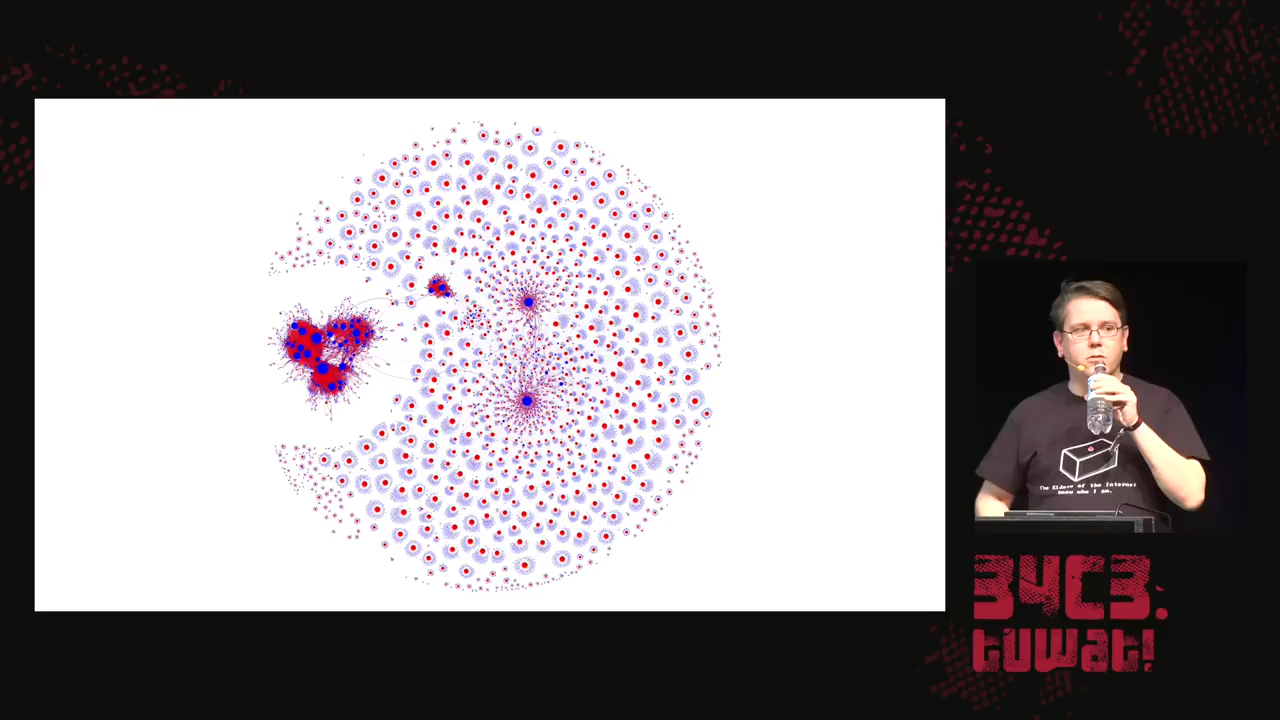 The Elders of the Internet
know who I am.
34C3.
tuwat!